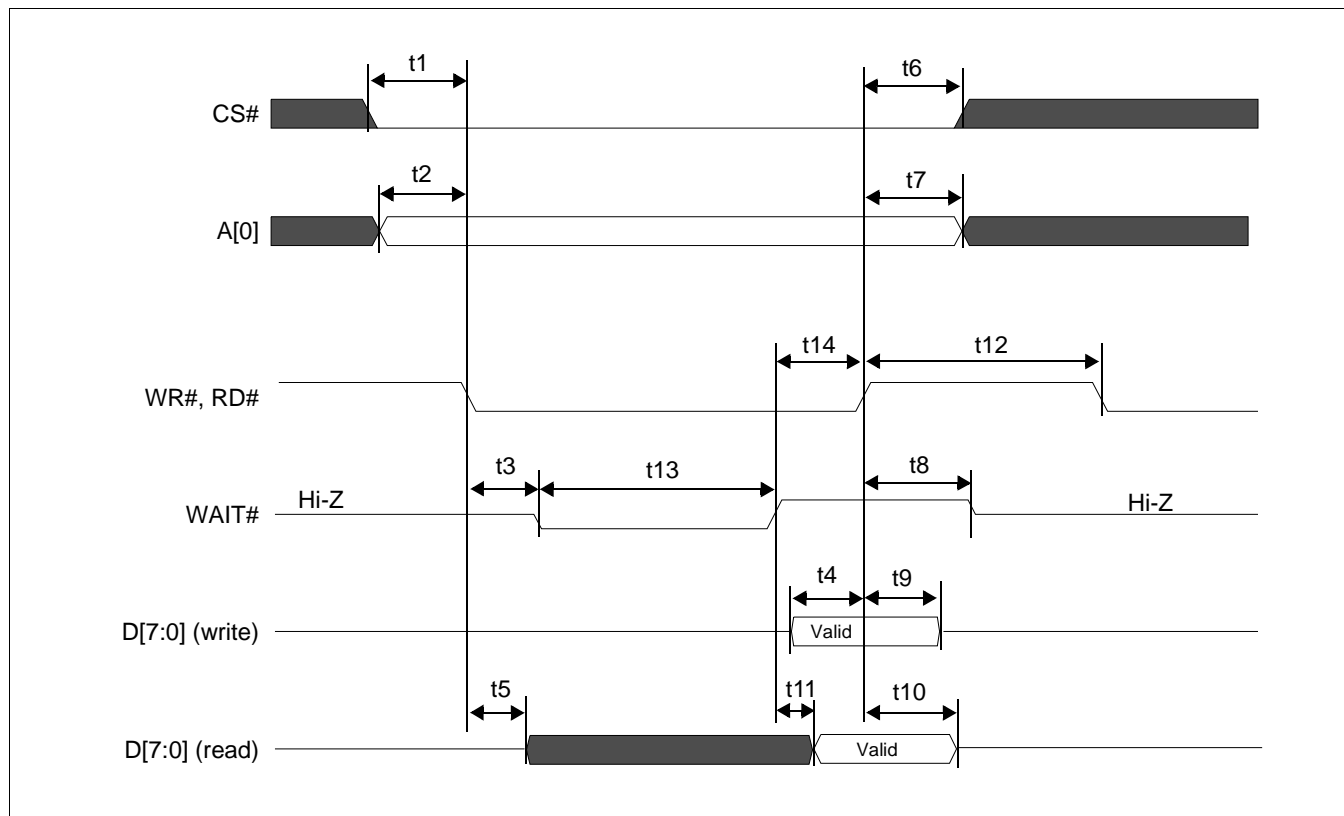 t1
t6
CS#
t2
t7
A[0]
t14
t12
WR#, RD#
t3
t13
t8
Hi-Z
Hi-Z
WAIT#
t4
t9
D[7:0] (write)
Valid
t5
t11
t10
D[7:0] (read)
Valid